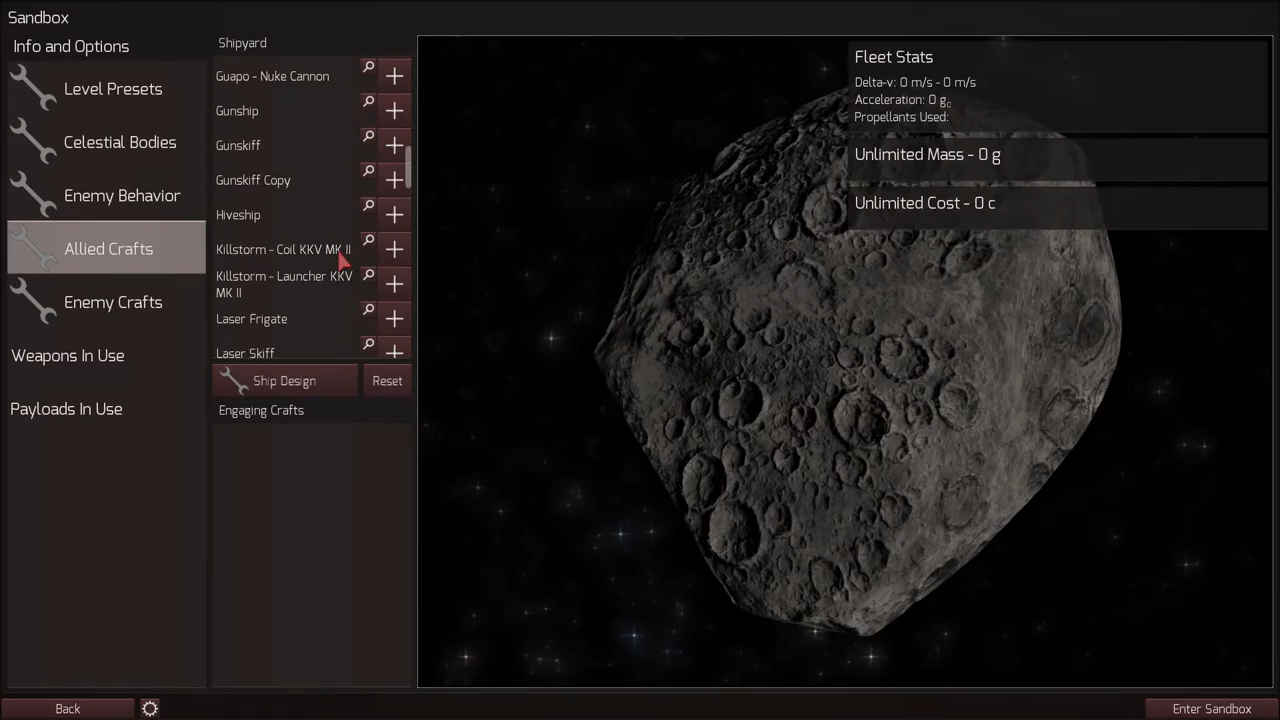 Sandbox
Info and Options
Level Presets
Celestial Bodies
Enemy Behavior
Allied Crafts
Enemy Crafts
Weapons In Use
Payloads In Use
Shipyard
Guapo - Nuke Cannon
Gunship
Gunskiff
Gunskiff Copy
Hiveship
Killstorm - Coil KKV MK II
Killstorm - Launcher KKV
MK II
Laser Frigate
Laser Skiff
Ship Design
Reset
Engaging Crafts
Fleet Stats
Delta-v: 0 m/s - 0 m/s
Acceleration: 0 g₀
Propellants Used:
Unlimited Mass - 0 g
Unlimited Cost - 0 c
Back
Enter Sandbox